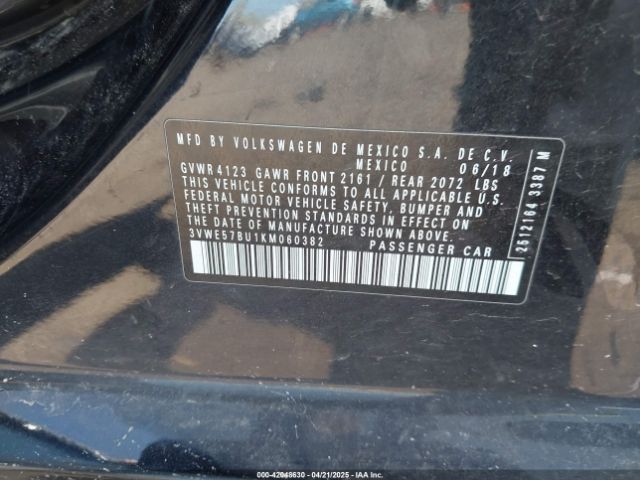 MFD BY VOLKSWAGEN DE MEXICO S.A. DE C.V.
MEXICO 06/18
GVWR 4123 GAWR FRONT 2161 / REAR 2072 LBS
THIS VEHICLE CONFORMS TO ALL APPLICABLE U.S.
FEDERAL MOTOR VEHICLE SAFETY, BUMPER AND
THEFT PREVENTION STANDARDS IN EFFECT ON
THE DATE OF MANUFACTURE SHOWN ABOVE.
3VWE57BU1KM060382 PASSENGER CAR
2512164 3387 M
000-42048630 - 04/21/2025 - IAA Inc.